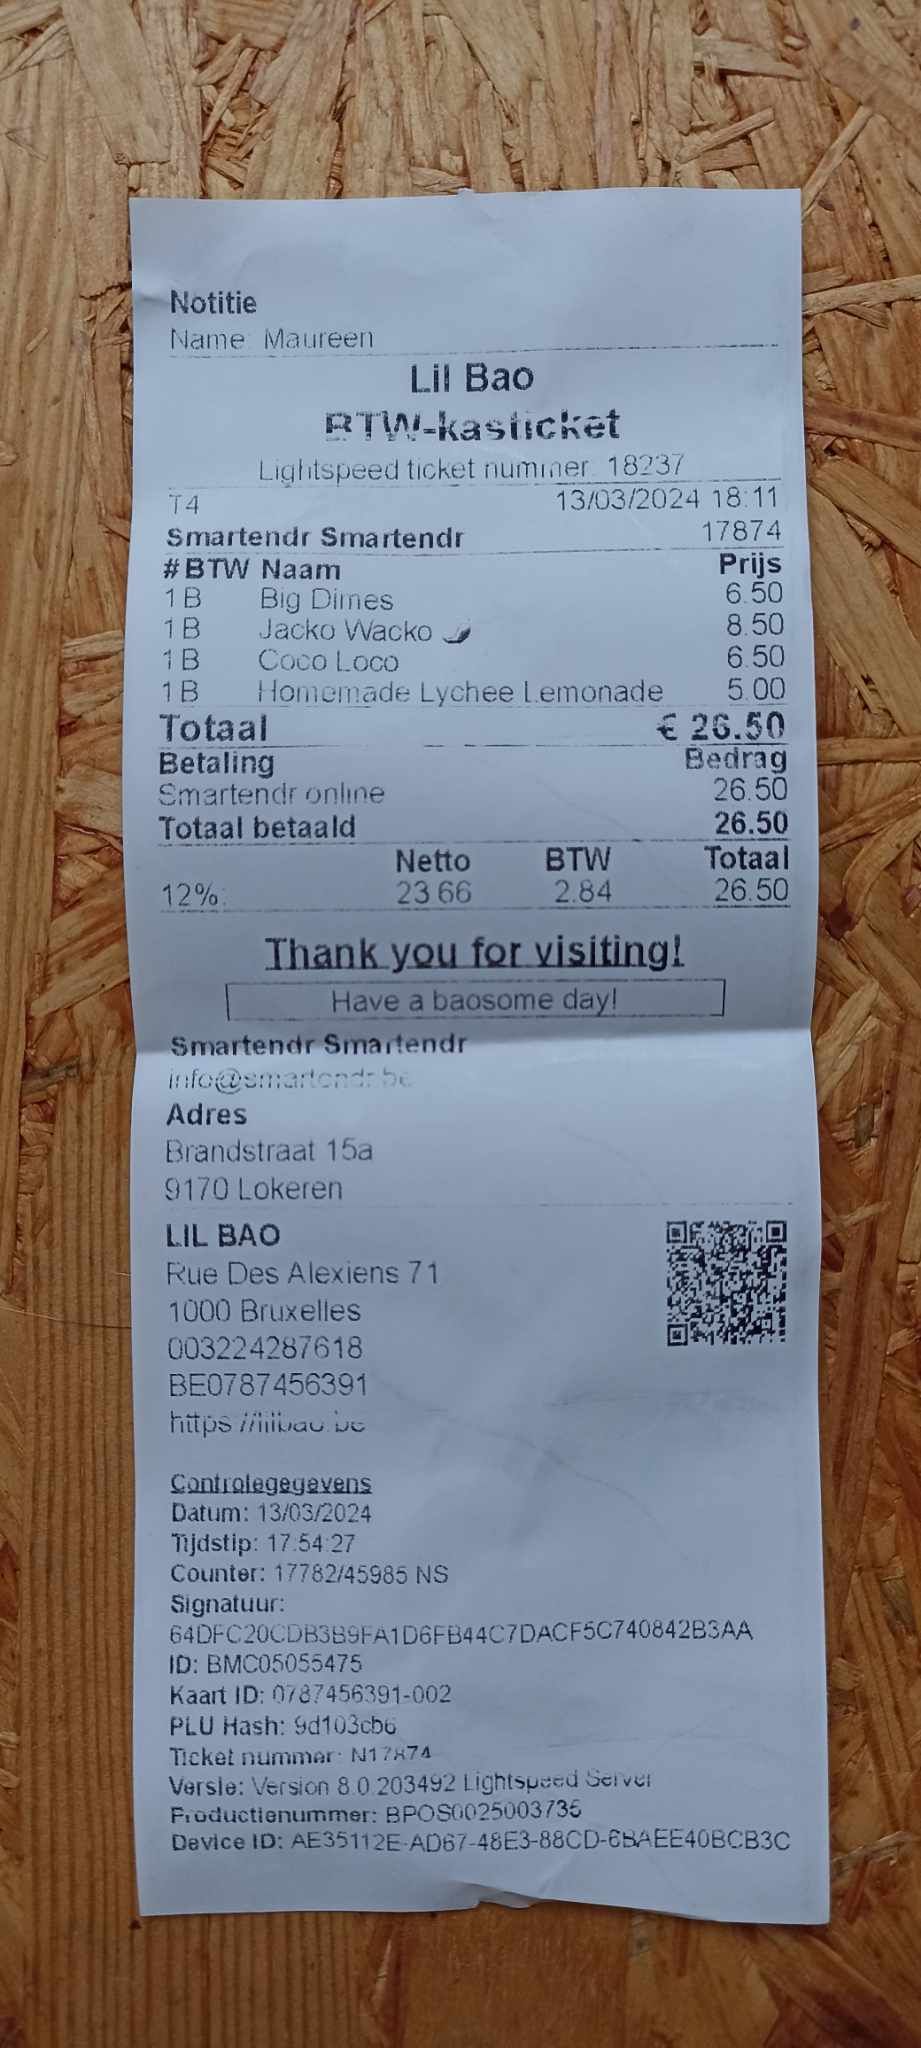 Notitie
Name: Maureen
Lil Bao
BTW-kasticket
Lightspeed ticket nummer: 18237
T4 13/03/2024 18:11
Smartendr Smartendr 17874
# BTW Naam Prijs
1 B Big Dimes 6.50
1 B Jacko Wacko 🌶 8.50
1 B Coco Loco 6.50
1 B Homemade Lychee Lemonade 5.00
Totaal € 26.50
Betaling Bedrag
Smartendr online 26.50
Totaal betaald 26.50
Netto BTW Totaal
12%: 23.66 2.84 26.50
Thank you for visiting!
Have a baosome day!
Smartendr Smartendr
info@smartendr.be
Adres
Brandstraat 15a
9170 Lokeren
LIL BAO
Rue Des Alexiens 71
1000 Bruxelles
003224287618
BE0787456391
https://lilbao.be
Controlegegevens
Datum: 13/03/2024
Tijdstip: 17:54:27
Counter: 17782/45985 NS
Signatuur:
64DFC20CDB3B9FA1D6FB44C7DACF5C740842B3AA
ID: BMC05055475
Kaart ID: 0787456391-002
PLU Hash: 9d103cb6
Ticket nummer: N17874
Versie: Version 8.0.203492 Lightspeed Server
Productienummer: BPOS0025003735
Device ID: AE35112E-AD67-48E3-88CD-6BAEE40BCB3C